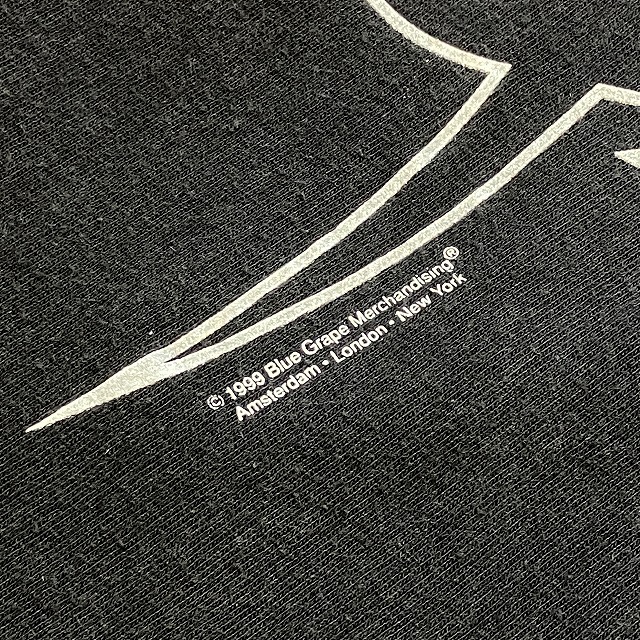 © 1999 Blue Grape Merchandising®
Amsterdam • London • New York